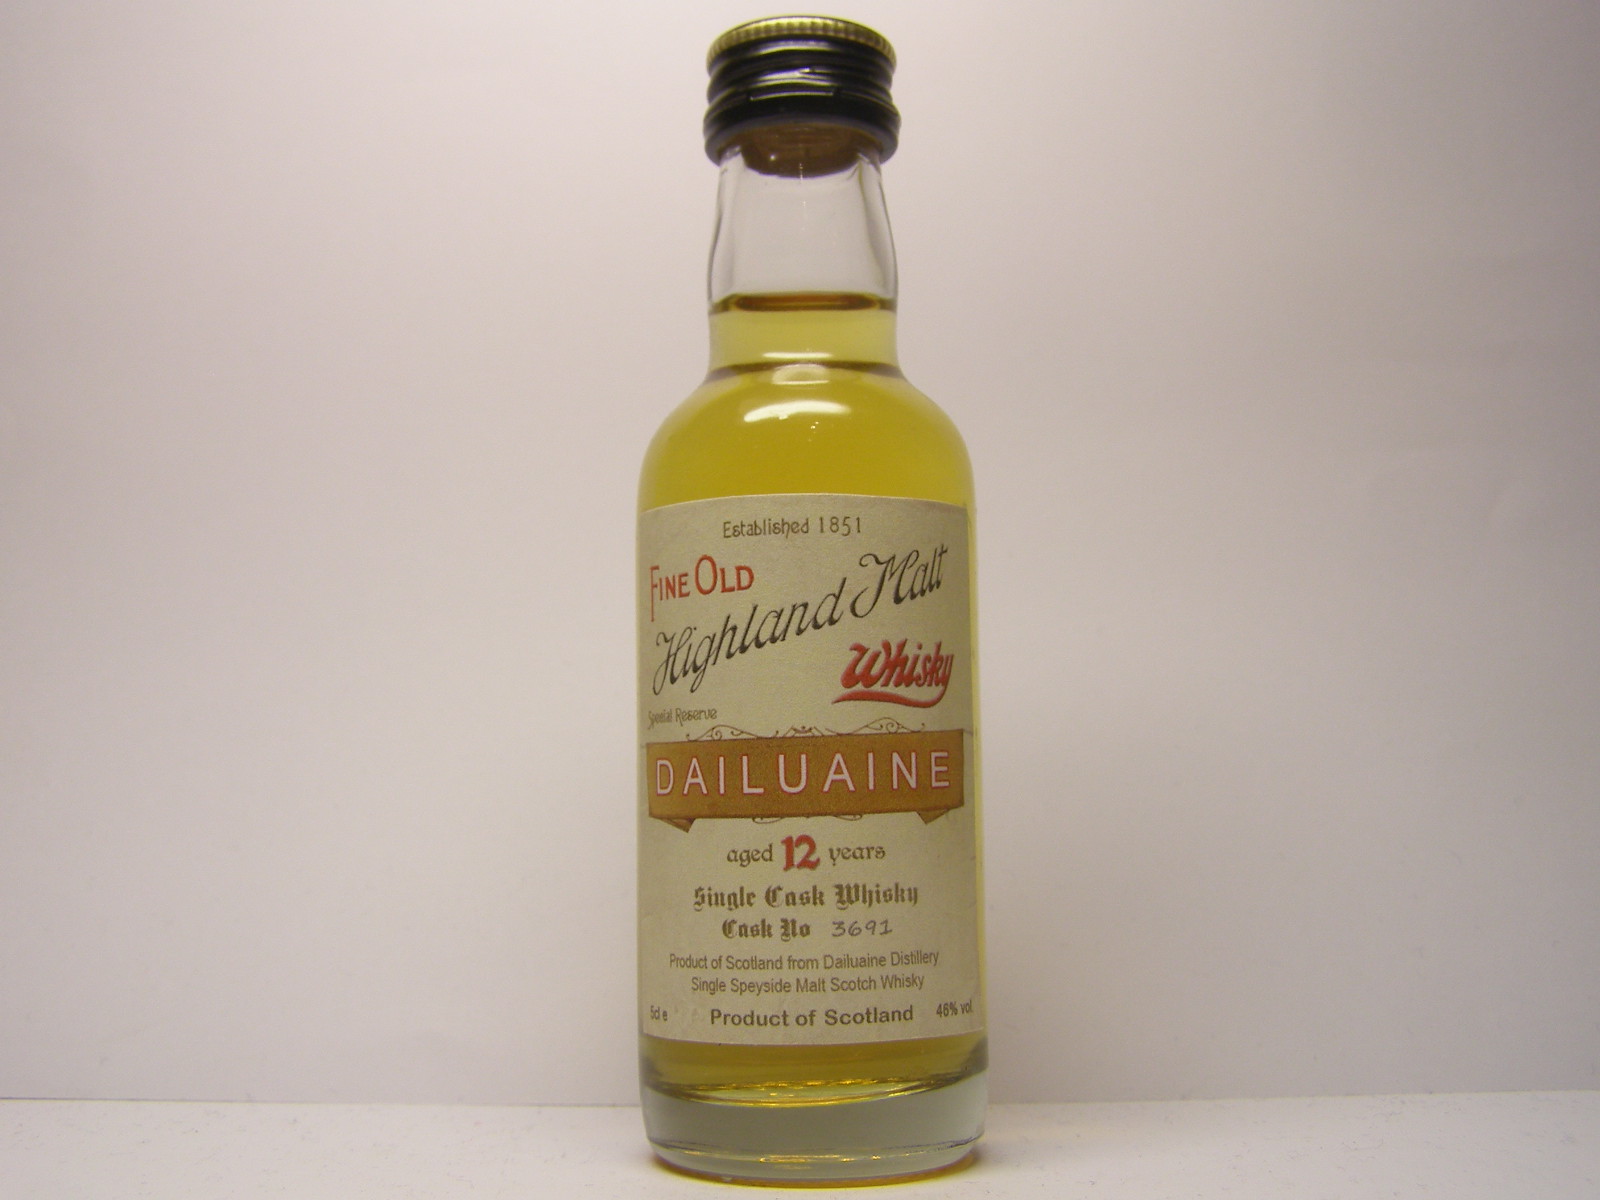 Established 1851
Fine Old
Highland Malt
Whisky
Special Reserve
DAILUAINE
aged 12 years
Single Cask Whisky
Cask No 3691
Product of Scotland from Dailuaine Distillery
Single Speyside Malt Scotch Whisky
5cl e Product of Scotland 46% vol.